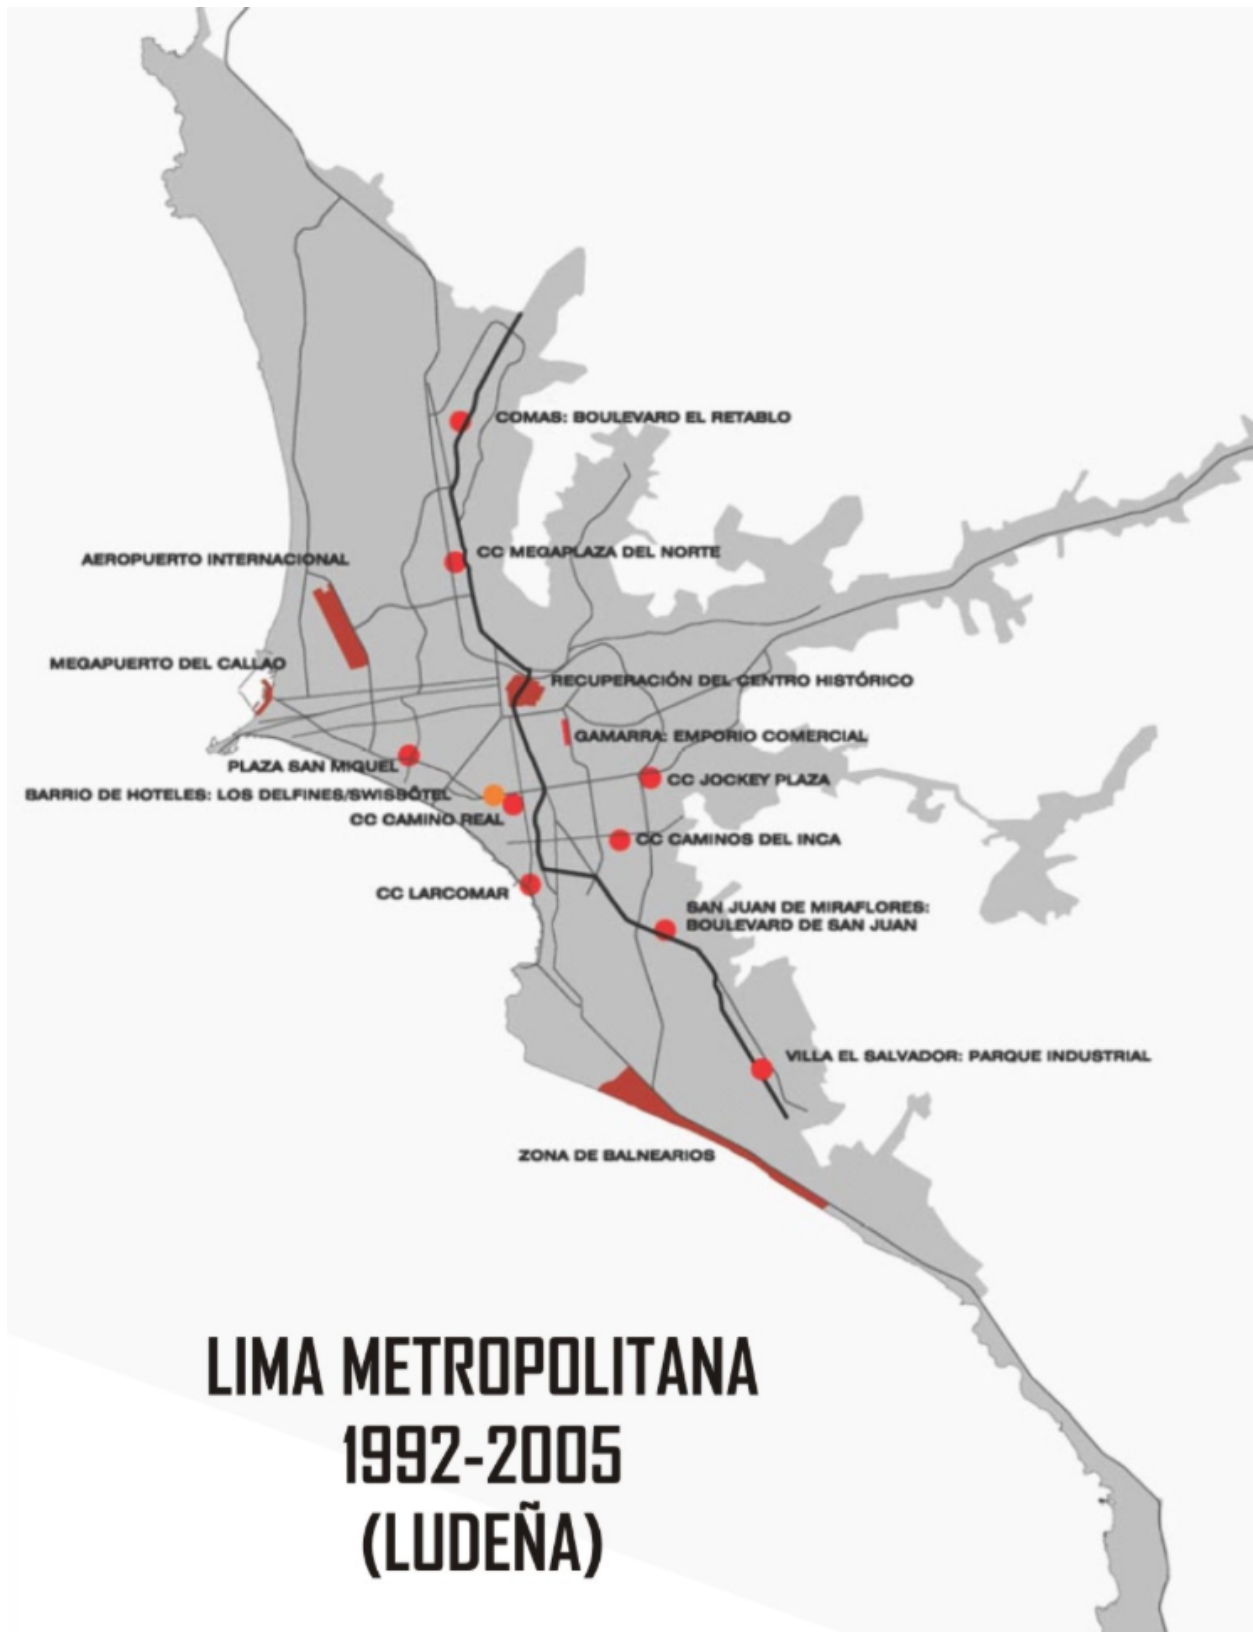 COMAS: BOULEVARD EL RETABLO
CC MEGAPLAZA DEL NORTE
AEROPUERTO INTERNACIONAL
MEGAPUERTO DEL CALLAO
RECUPERACIÓN DEL CENTRO HISTÓRICO
GAMARRA: EMPORIO COMERCIAL
PLAZA SAN MIGUEL
CC JOCKEY PLAZA
BARRIO DE HOTELES: LOS DELFINES/SWISSÔTEL
CC CAMINO REAL
CC CAMINOS DEL INCA
CC LARCOMAR
SAN JUAN DE MIRAFLORES:
BOULEVARD DE SAN JUAN
VILLA EL SALVADOR: PARQUE INDUSTRIAL
ZONA DE BALNEARIOS
LIMA METROPOLITANA
1992-2005
(LUDEÑA)